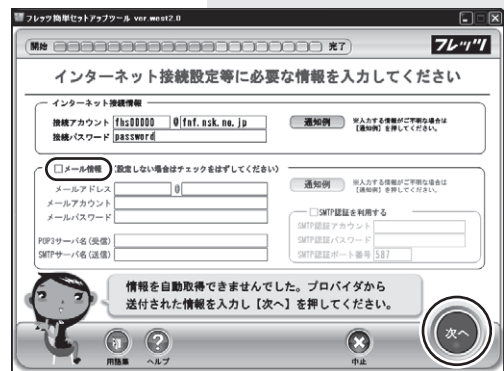 フレッツ簡単セットアップツール ver.west2.0
開始 完了 フレッツ
インターネット接続設定等に必要な情報を入力してください
インターネット接続情報
接続アカウント fhs00000 @ fnf.nsk.ne.jp
接続パスワード password
通知例
※入力する情報がご不明な場合は
【通知例】を押してください。
メール情報 (設定しない場合はチェックをはずしてください)
メールアドレス @
メールアカウント
メールパスワード
POP3サーバ名(受信)
SMTPサーバ名(送信)
通知例
※入力する情報がご不明な場合は
【通知例】を押してください。
SMTP認証を利用する
SMTP認証アカウント
SMTP認証パスワード
SMTP認証ポート番号 587
情報を自動取得できませんでした。プロバイダから
送付された情報を入力し【次へ】を押してください。
次へ
用語集 ヘルプ 中止